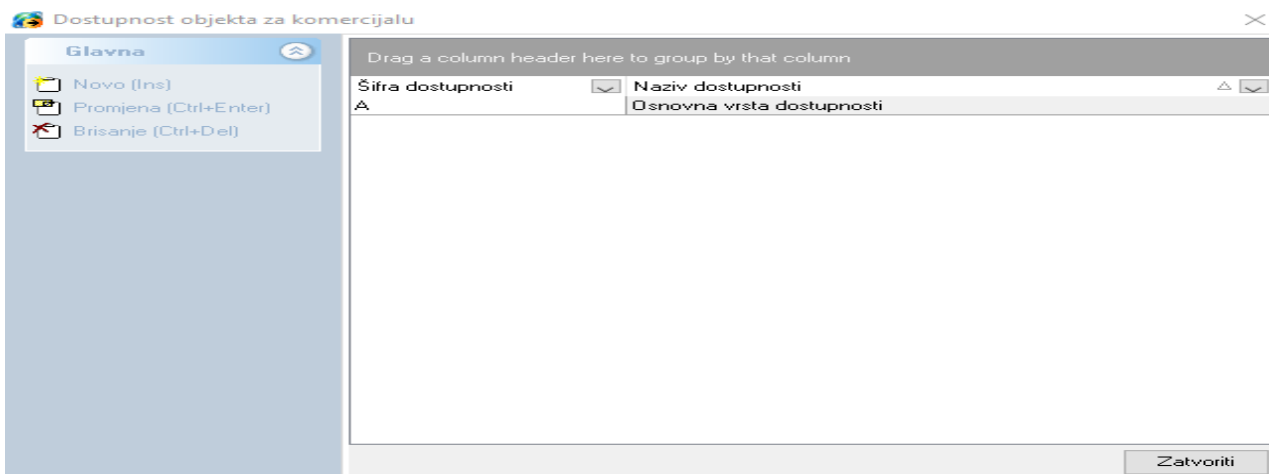 Dostupnost objekta za komercijalu
Glavna
Novo (Ins)
Promjena (Ctrl+Enter)
Brisanje (Ctrl+Del)
Drag a column header here to group by that column
Šifra dostupnosti Naziv dostupnosti
A Osnovna vrsta dostupnosti
Zatvoriti